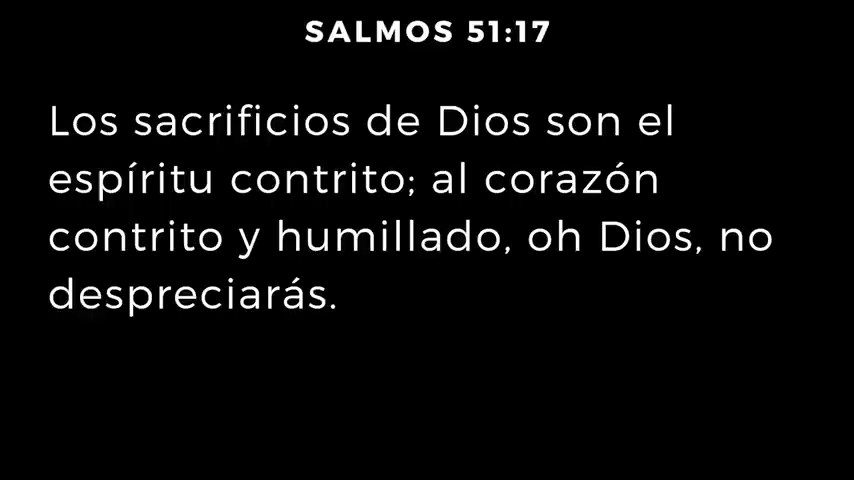 SALMOS 51:17
Los sacrificios de Dios son el
espíritu contrito; al corazón
contrito y humillado, oh Dios, no
despreciarás.